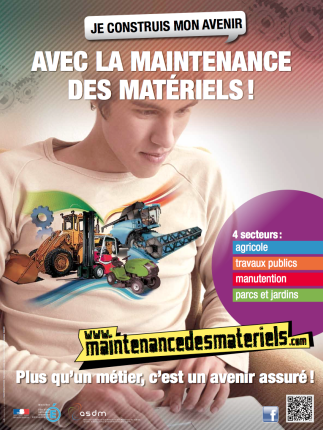 JE CONSTRUIS MON AVENIR
AVEC LA MAINTENANCE
DES MATÉRIELS !
4 secteurs :
agricole
travaux publics
manutention
parcs et jardins
www.
maintenancedesmateriels.com
Plus qu'un métier, c'est un avenir assuré !
asdm
f